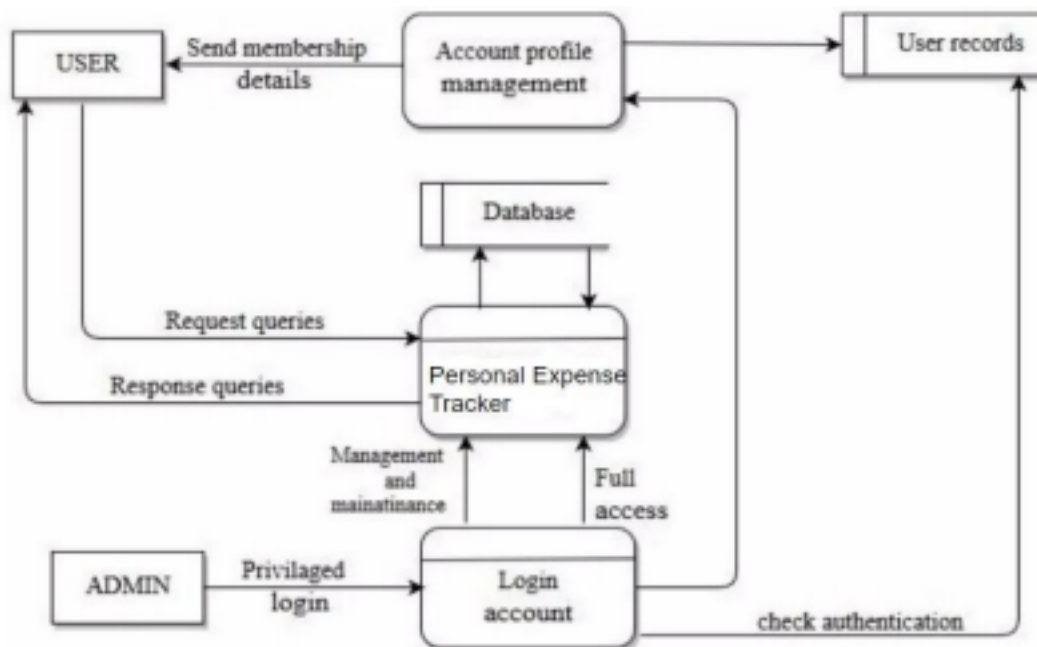 USER
Send membership
details
Account profile
management
User records
Database
Request queries
Response queries
Personal Expense
Tracker
Management
and
mainatinance
Full
access
ADMIN
Privilaged
login
Login
account
check authentication